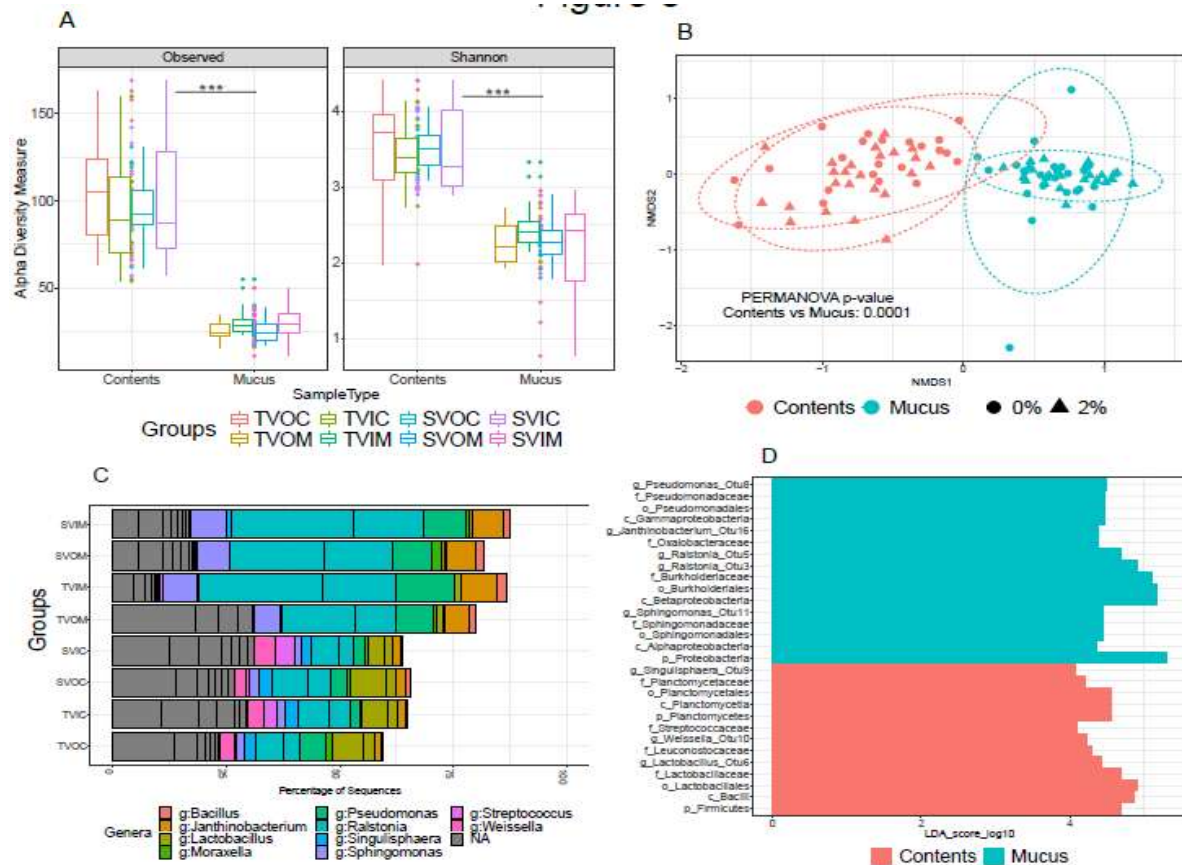 A
Observed
Shannon
***
***
Alpha Diversity Measure
150
100
50
4
3
2
1
Contents
Mucus
Contents
Mucus
SampleType
Groups
TVOC
TVIC
SVOC
SVIC
TVOM
TVIM
SVOM
SVIM
B
NMDS2
1
0
−1
−2
PERMANOVA p-value
Contents vs Mucus: 0.0001
−2
−1
0
1
NMDS1
Contents
Mucus
0%
2%
C
Groups
SVIM
SVOM
TVIM
TVOM
SVIC
SVOC
TVIC
TVOC
0
100
Percentage of Sequences
Genera
g:Bacillus
g:Janthinobacterium
g:Lactobacillus
g:Moraxella
g:Pseudomonas
g:Ralstonia
g:Singulisphaera
g:Sphingomonas
g:Streptococcus
g:Weissella
NA
D
g_Pseudomonas_Otu8
f_Pseudomonadaceae
o_Pseudomonadales
c_Gammaproteobacteria
g_Janthinobacterium_Otu16
f_Oxalobacteraceae
g_Ralstonia_Otu5
g_Ralstonia_Otu3
f_Burkholderiaceae
o_Burkholderiales
c_Betaproteobacteria
g_Sphingomonas_Otu11
f_Sphingomonadaceae
o_Sphingomonadales
c_Alphaproteobacteria
p_Proteobacteria
g_Singulisphaera_Otu9
f_Planctomycetaceae
o_Planctomycetales
c_Planctomycetia
p_Planctomycetes
f_Streptococcaceae
g_Weissella_Otu10
f_Leuconostocaceae
g_Lactobacillus_Otu6
f_Lactobacillaceae
o_Lactobacillales
c_Bacilli
p_Firmicutes
0
2
4
LDA_score_log10
Contents
Mucus